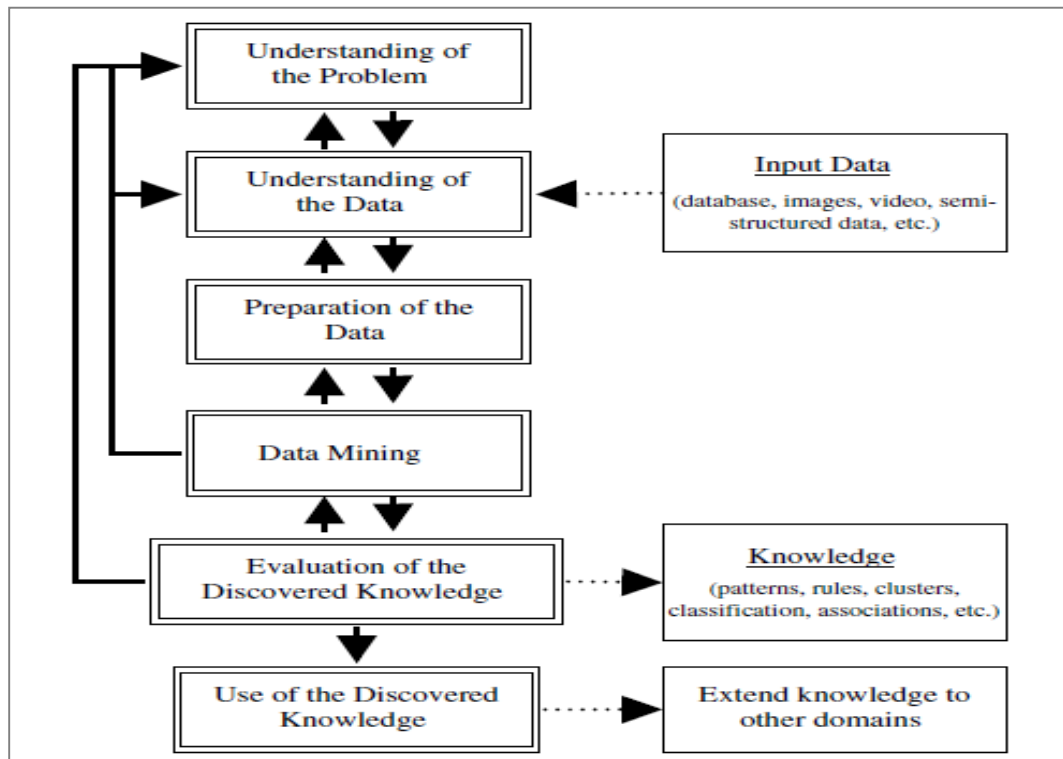 Understanding of
the Problem
Understanding of
the Data
Input Data
(database, images, video, semi-
structured data, etc.)
Preparation of the
Data
Data Mining
Evaluation of the
Discovered Knowledge
Knowledge
(patterns, rules, clusters,
classification, associations, etc.)
Use of the Discovered
Knowledge
Extend knowledge to
other domains